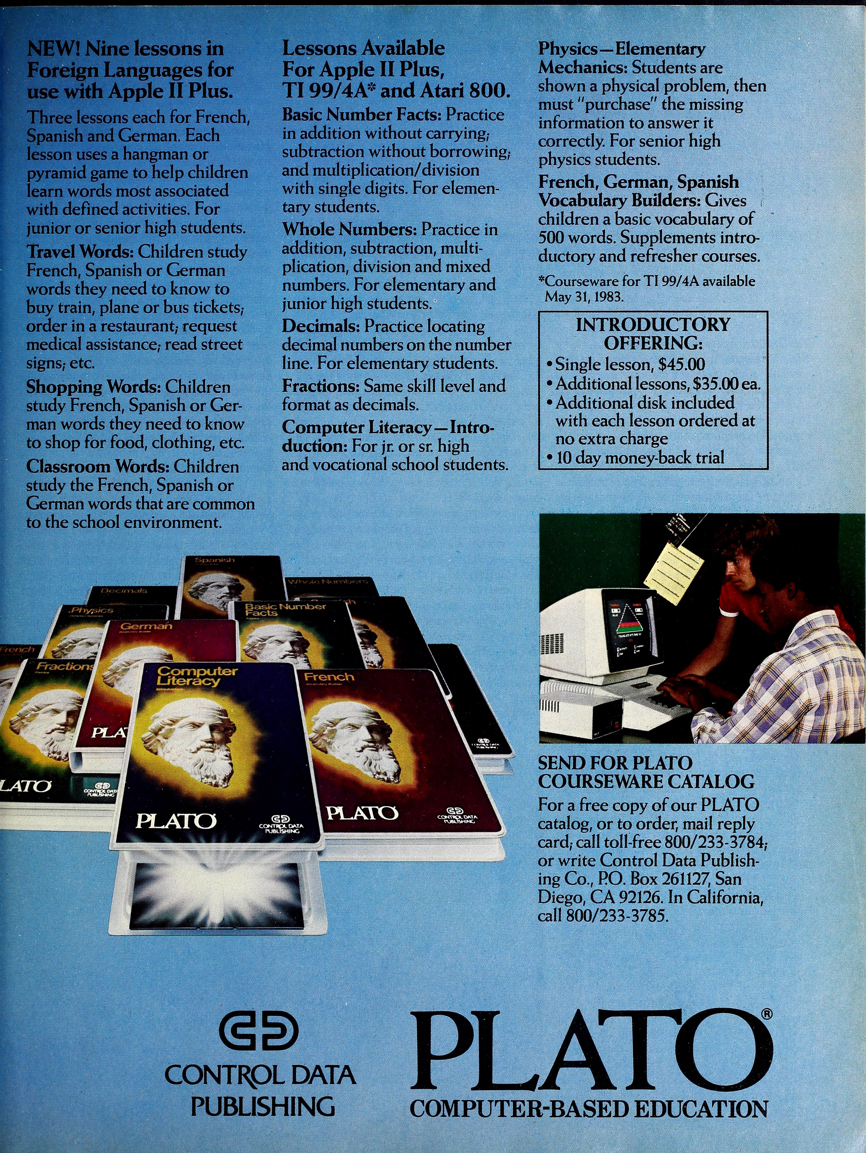 NEW! Nine lessons in
Foreign Languages for
use with Apple II Plus.
Three lessons each for French,
Spanish and German. Each
lesson uses a hangman or
pyramid game to help children
learn words most associated
with defined activities. For
junior or senior high students.
Travel Words: Children study
French, Spanish or German
words they need to know to
buy train, plane or bus tickets;
order in a restaurant; request
medical assistance; read street
signs; etc.
Shopping Words: Children
study French, Spanish or Ger-
man words they need to know
to shop for food, clothing, etc.
Classroom Words: Children
study the French, Spanish or
German words that are common
to the school environment.
Lessons Available
For Apple II Plus,
TI 99/4A* and Atari 800.
Basic Number Facts: Practice
in addition without carrying;
subtraction without borrowing;
and multiplication/division
with single digits. For elemen-
tary students.
Whole Numbers: Practice in
addition, subtraction, multi-
plication, division and mixed
numbers. For elementary and
junior high students.
Decimals: Practice locating
decimal numbers on the number
line. For elementary students.
Fractions: Same skill level and
format as decimals.
Computer Literacy—Intro-
duction: For jr. or sr. high
and vocational school students.
Physics—Elementary
Mechanics: Students are
shown a physical problem, then
must "purchase" the missing
information to answer it
correctly. For senior high
physics students.
French, German, Spanish
Vocabulary Builders: Gives
children a basic vocabulary of
500 words. Supplements intro-
ductory and refresher courses.
*Courseware for TI 99/4A available
May 31, 1983.
INTRODUCTORY
OFFERING:
• Single lesson, $45.00
• Additional lessons, $35.00 ea.
• Additional disk included
with each lesson ordered at
no extra charge
• 10 day money-back trial
Spanish
Decimals
Whole Numbers
Physics
Basic Number
Facts
German
French
Fractions
Computer
Literacy
French
PLA
LATO
CONTROL DATA
PUBLISHING
PLATO
CONTROL DATA
PUBLISHING
PLATO
CONTROL DATA
PUBLISHING
SEND FOR PLATO
COURSEWARE CATALOG
For a free copy of our PLATO
catalog, or to order, mail reply
card; call toll-free 800/233-3784;
or write Control Data Publish-
ing Co., P.O. Box 261127, San
Diego, CA 92126. In California,
call 800/233-3785.
CONTROL DATA
PUBLISHING
PLATO®
COMPUTER-BASED EDUCATION